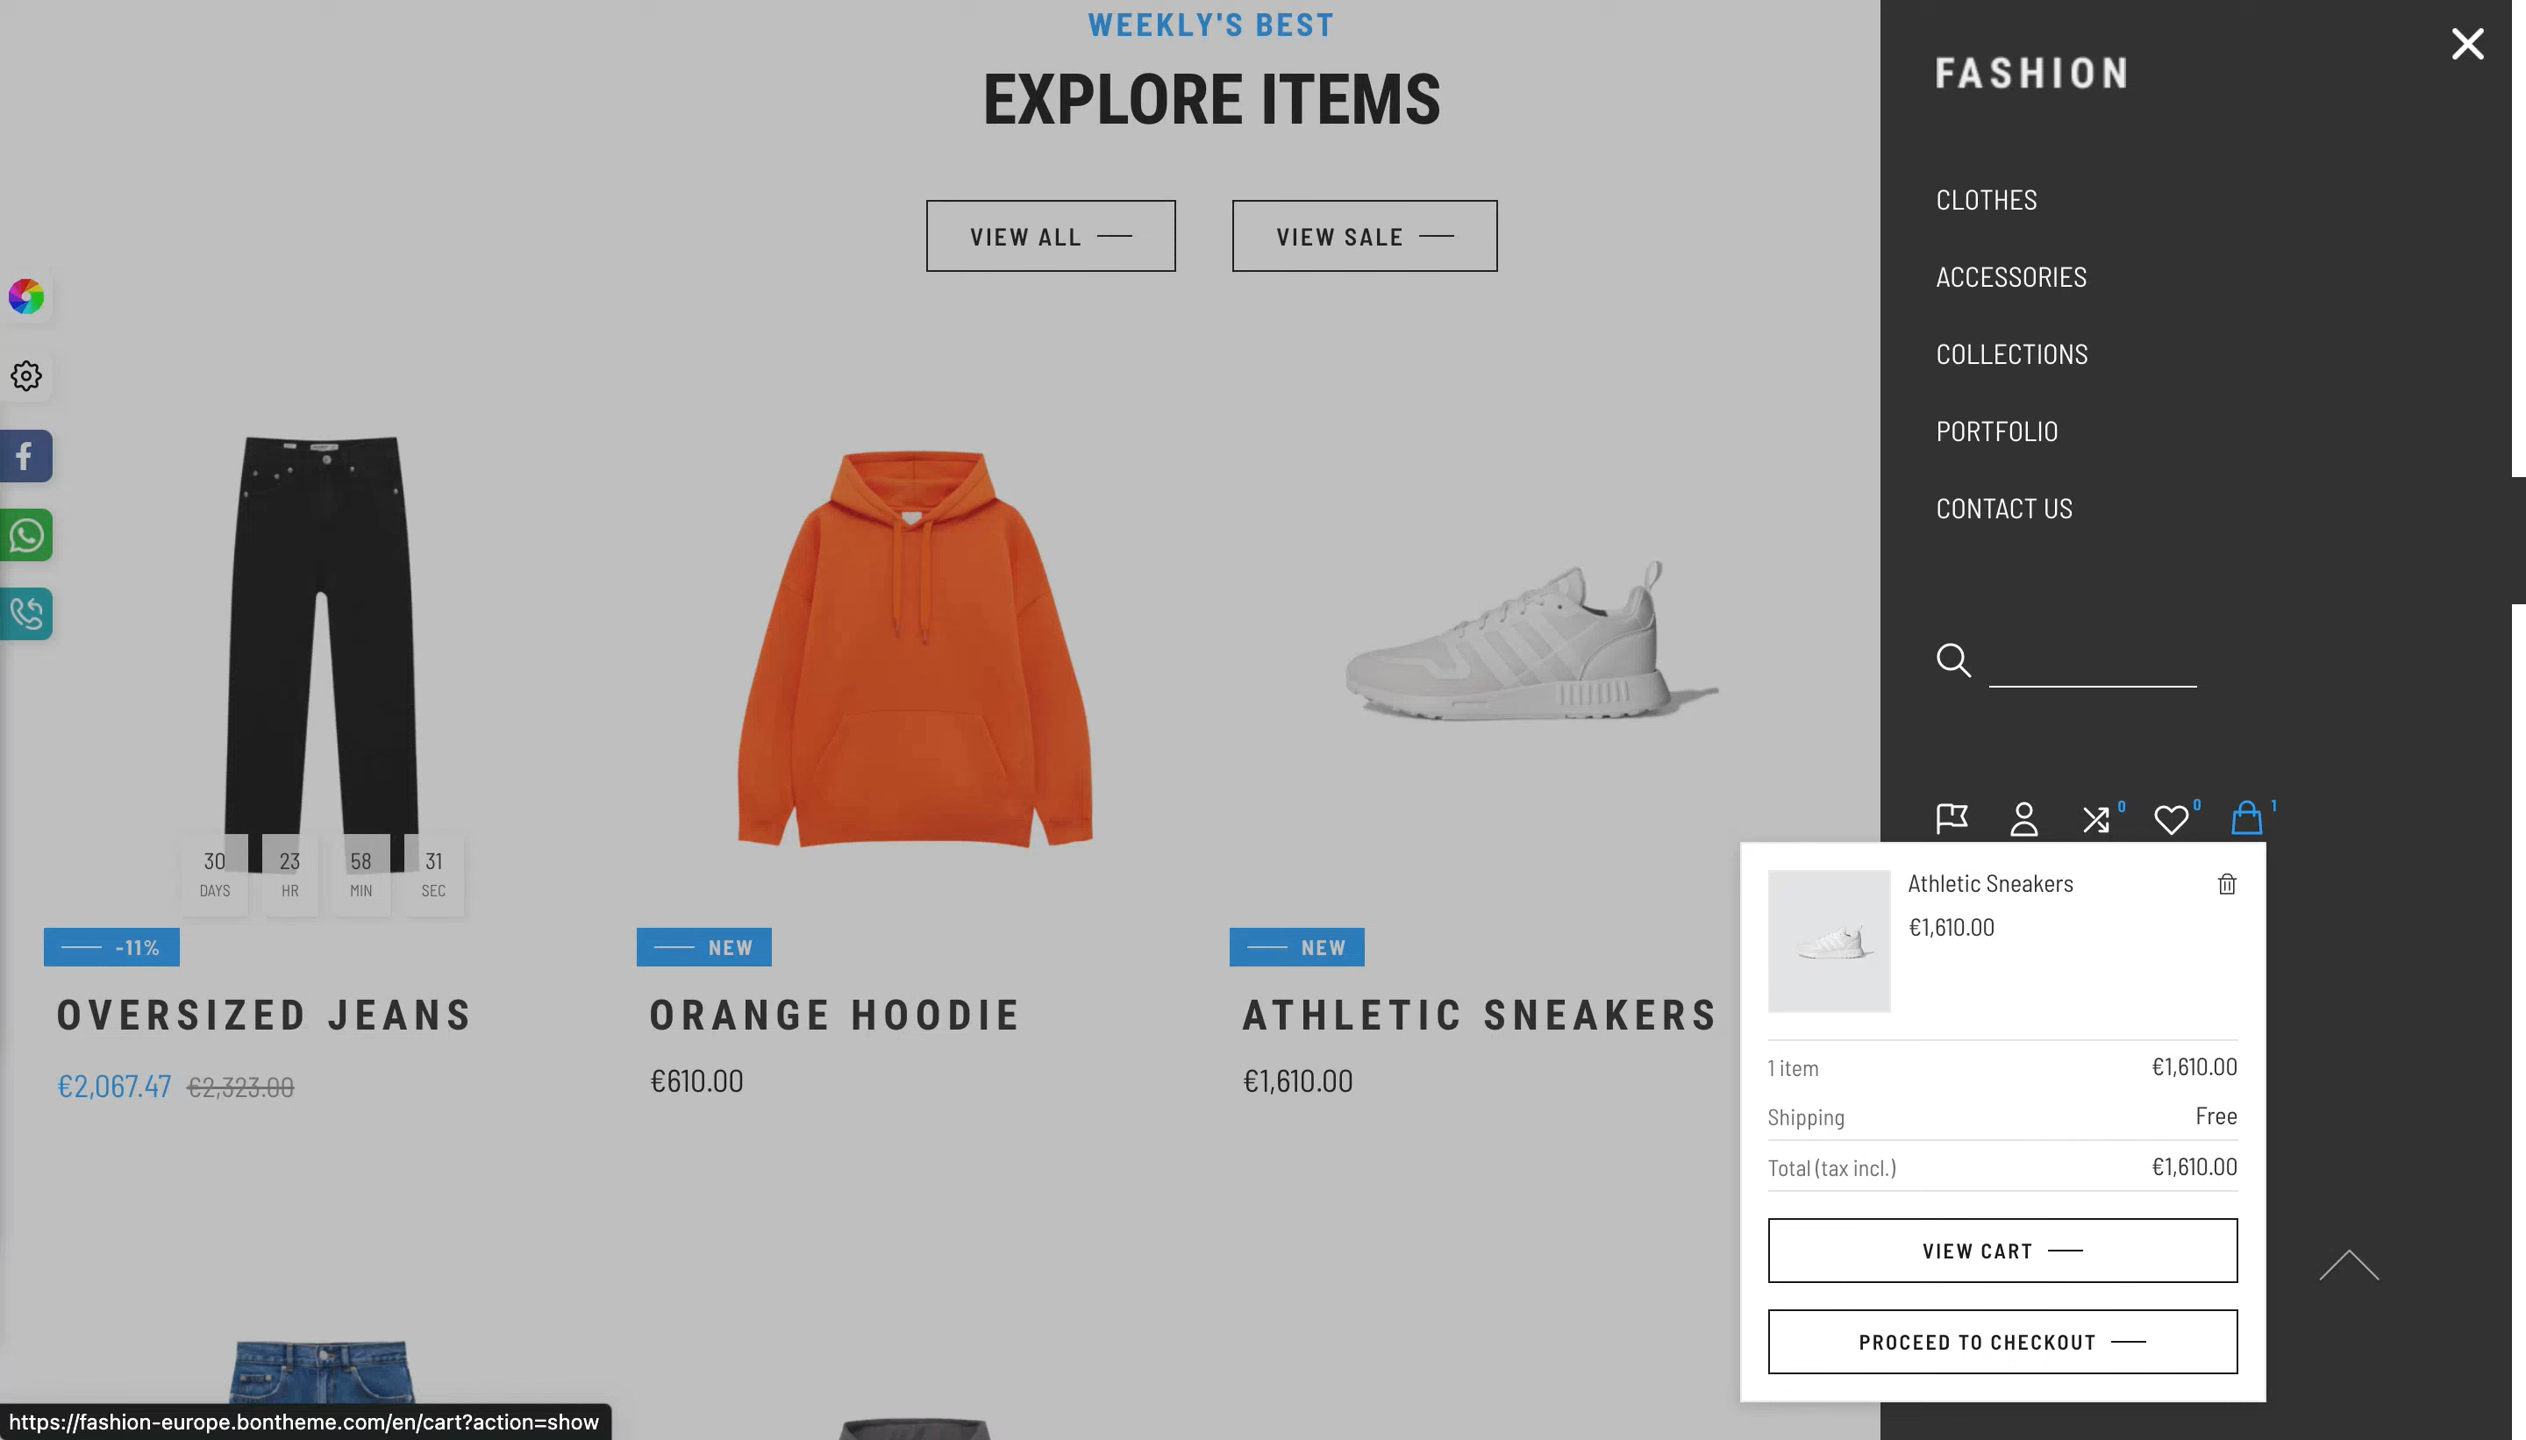 WEEKLY'S BEST
EXPLORE ITEMS
VIEW ALL
VIEW SALE
30 DAYS
23 HR
58 MIN
31 SEC
-11%
OVERSIZED JEANS
€2,067.47 €2,323.00
NEW
ORANGE HOODIE
€610.00
NEW
ATHLETIC SNEAKERS
€1,610.00
FASHION
CLOTHES
ACCESSORIES
COLLECTIONS
PORTFOLIO
CONTACT US
0
0
1
Athletic Sneakers
€1,610.00
1 item €1,610.00
Shipping Free
Total (tax incl.) €1,610.00
VIEW CART
PROCEED TO CHECKOUT
https://fashion-europe.bontheme.com/en/cart?action=show